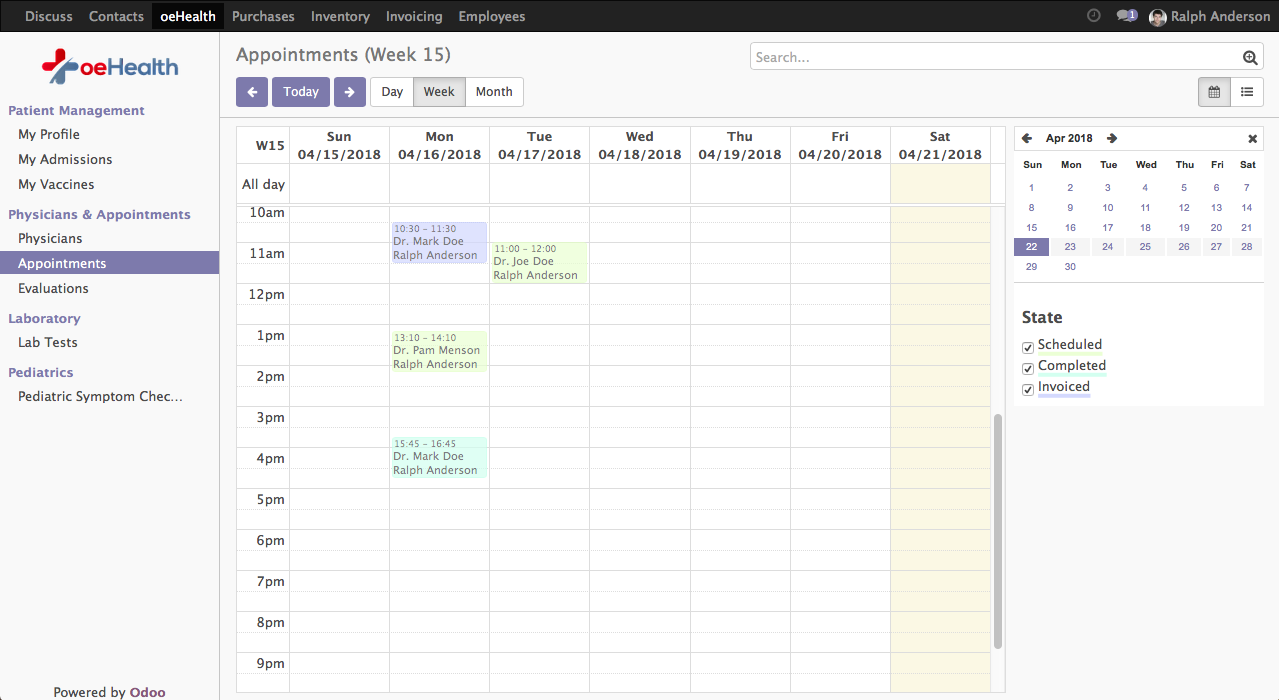 Discuss Contacts oeHealth Purchases Inventory Invoicing Employees 1 Ralph Anderson
oeHealth
Patient Management
My Profile
My Admissions
My Vaccines
Physicians & Appointments
Physicians
Appointments
Evaluations
Laboratory
Lab Tests
Pediatrics
Pediatric Symptom Chec...
Powered by Odoo
Appointments (Week 15)
Search...
Today Day Week Month
W15 Sun 04/15/2018 Mon 04/16/2018 Tue 04/17/2018 Wed 04/18/2018 Thu 04/19/2018 Fri 04/20/2018 Sat 04/21/2018
All day
10am
10:30 - 11:30
Dr. Mark Doe
Ralph Anderson
11am
11:00 - 12:00
Dr. Joe Doe
Ralph Anderson
12pm
1pm
13:10 - 14:10
Dr. Pam Menson
Ralph Anderson
2pm
3pm
15:45 - 16:45
Dr. Mark Doe
Ralph Anderson
4pm
5pm
6pm
7pm
8pm
9pm
Apr 2018
Sun Mon Tue Wed Thu Fri Sat
1 2 3 4 5 6 7
8 9 10 11 12 13 14
15 16 17 18 19 20 21
22 23 24 25 26 27 28
29 30
State
Scheduled
Completed
Invoiced